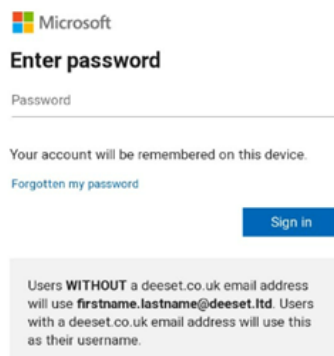 Microsoft
Enter password
Password
Your account will be remembered on this device.
Forgotten my password
Sign in
Users WITHOUT a deeset.co.uk email address
will use firstname.lastname@deeset.ltd. Users
with a deeset.co.uk email address will use this
as their username.